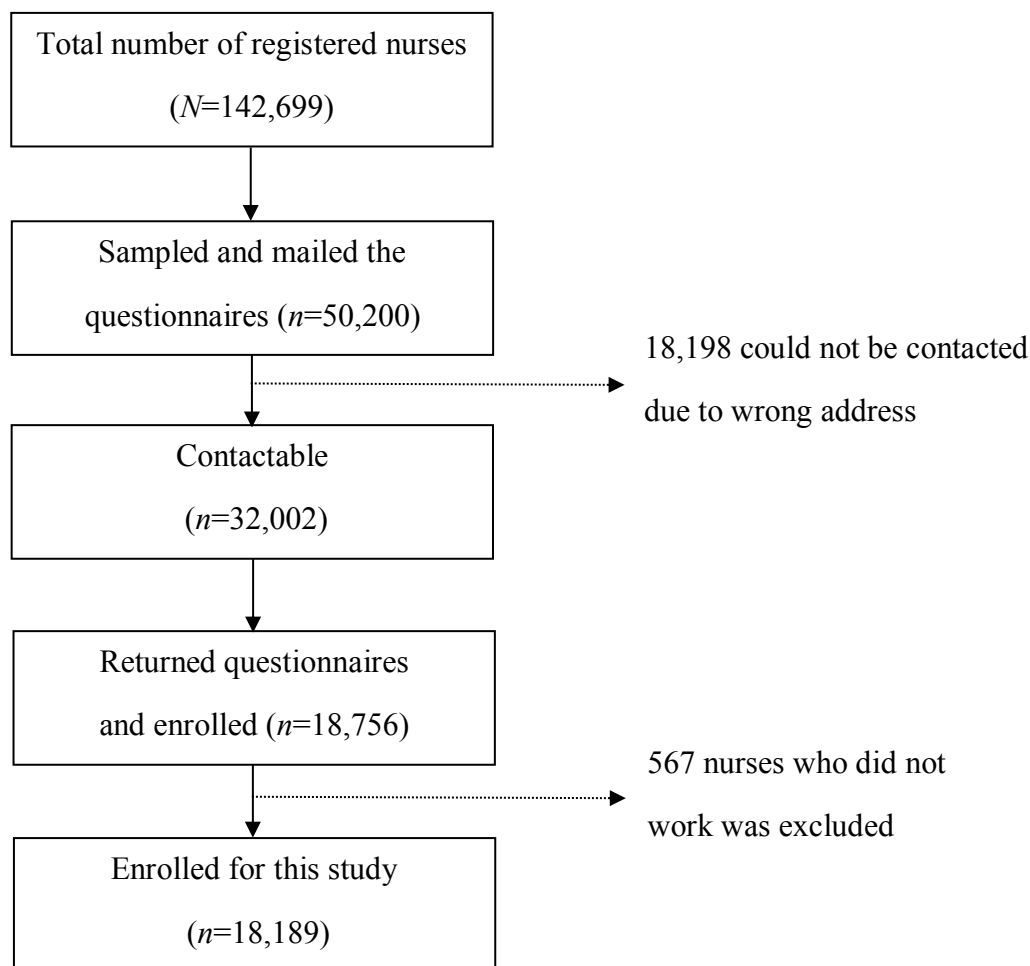 Total number of registered nurses
(N=142,699)
Sampled and mailed the
questionnaires (n=50,200)
18,198 could not be contacted
due to wrong address
Contactable
(n=32,002)
Returned questionnaires
and enrolled (n=18,756)
567 nurses who did not
work was excluded
Enrolled for this study
(n=18,189)